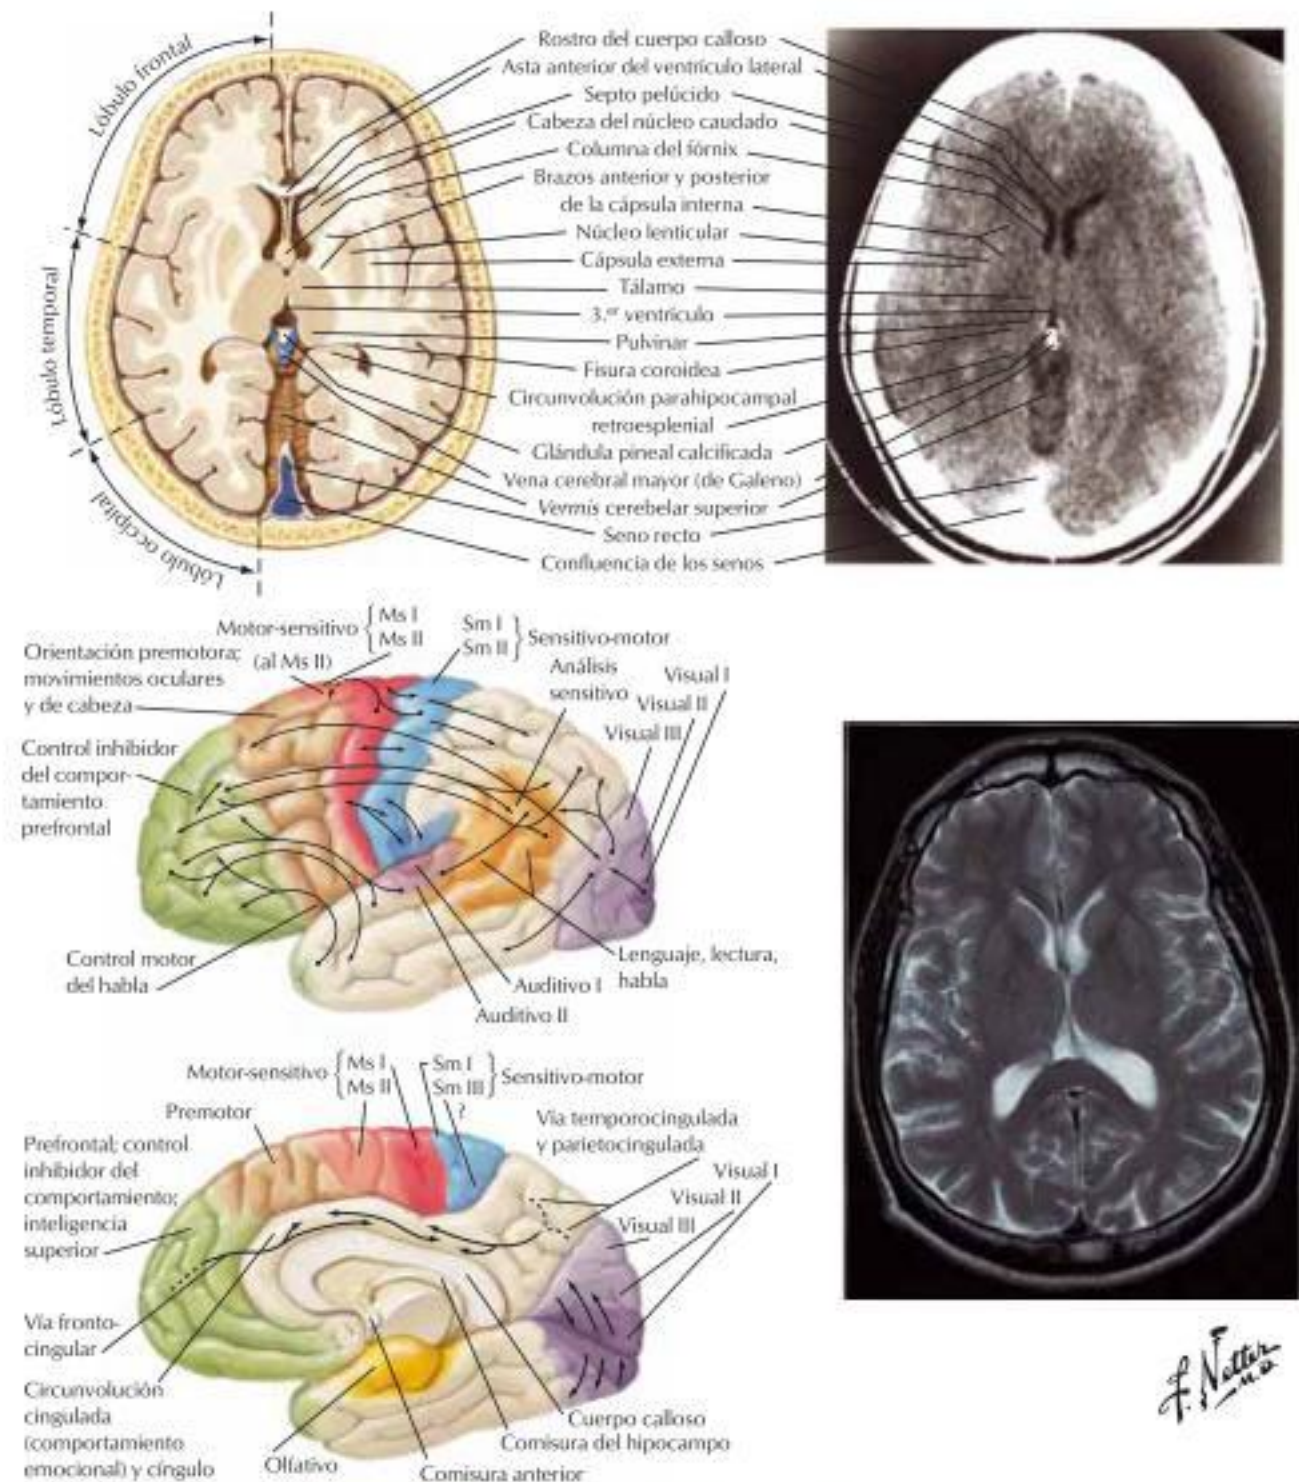 Lóbulo frontal
Lóbulo temporal
Lóbulo occipital
Rostro del cuerpo calloso
Asta anterior del ventrículo lateral
Septo pelúcido
Cabeza del núcleo caudado
Columna del fórnix
Brazos anterior y posterior
de la cápsula interna
Núcleo lenticular
Cápsula externa
Tálamo
3.er ventrículo
Pulvinar
Fisura coroidea
Circunvolución parahipocampal
retroesplenial
Glándula pineal calcificada
Vena cerebral mayor (de Galeno)
Vermis cerebelar superior
Seno recto
Confluencia de los senos
Motor-sensitivo { Ms I
Ms II
(al Ms II)
Sm I
Sm II } Sensitivo-motor
Orientación premotora;
movimientos oculares
y de cabeza
Análisis
sensitivo
Visual I
Visual II
Visual III
Control inhibidor
del compor-
tamiento
prefrontal
Control motor
del habla
Lenguaje, lectura,
habla
Auditivo I
Auditivo II
Motor-sensitivo { Ms I
Ms II
Sm I
Sm III } Sensitivo-motor
?
Premotor
Vía temporocingulada
y parietocingulada
Prefrontal; control
inhibidor del
comportamiento;
inteligencia
superior
Visual I
Visual II
Visual III
Vía fronto-
cingular
Circunvolución
cingulada
(comportamiento
emocional) y cíngulo
Olfativo
Cuerpo calloso
Comisura del hipocampo
Comisura anterior
F. Netter
M.D.